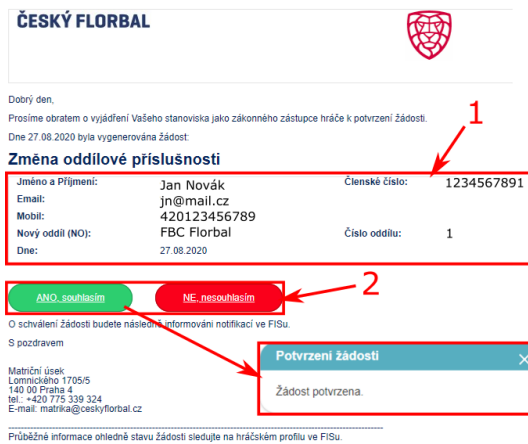 ČESKÝ FLORBAL
Dobrý den,
Prosíme obratem o vyjádření Vašeho stanoviska jako zákonného zástupce hráče k potvrzení žádosti.
1
Dne 27.08.2020 byla vygenerována žádost:
Změna oddílové příslušnosti
Jméno a Příjmení: Jan Novák Členské číslo: 1234567891
Email: jn@mail.cz
Mobil: 420123456789
Nový oddíl (NO): FBC Florbal Číslo oddílu: 1
Dne: 27.08.2020
ANO, souhlasím NE, nesouhlasím 2
O schválení žádosti budete následně informováni notifikací ve FISu.
S pozdravem
Potvrzení žádosti ×
Žádost potvrzena.
Matriční úsek
Lomnického 1705/5
140 00 Praha 4
tel.: +420 775 339 324
E-mail: matrika@ceskyflorbal.cz
Průběžné informace ohledně stavu žádosti sledujte na hráčském profilu ve FISu.